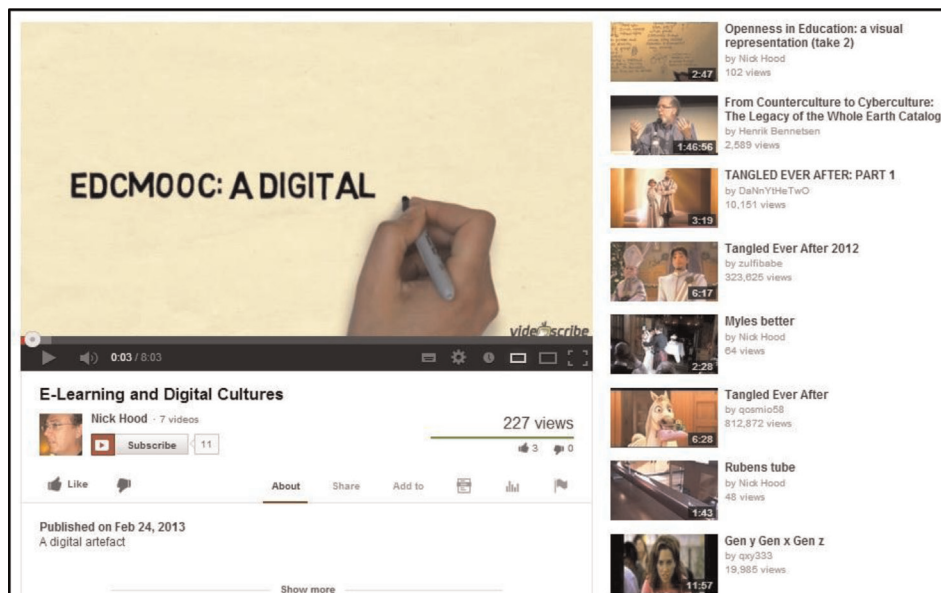 EDCMOOC: A DIGITAL
videoscribe
0:03 / 8:03
E-Learning and Digital Cultures
Nick Hood · 7 videos
Subscribe 11
227 views
3 0
Like
About Share Add to
Published on Feb 24, 2013
A digital artefact
Show more
2:47
Openness in Education: a visual
representation (take 2)
by Nick Hood
102 views
1:46:56
From Counterculture to Cyberculture:
The Legacy of the Whole Earth Catalog
by Henrik Bennetsen
2,589 views
3:19
TANGLED EVER AFTER: PART 1
by DaNnYtHeTwO
10,151 views
6:17
Tangled Ever After 2012
by zulfibabe
323,625 views
2:28
Myles better
by Nick Hood
64 views
6:28
Tangled Ever After
by qosmio58
812,872 views
1:43
Rubens tube
by Nick Hood
48 views
11:57
Gen y Gen x Gen z
by qxy333
19,985 views